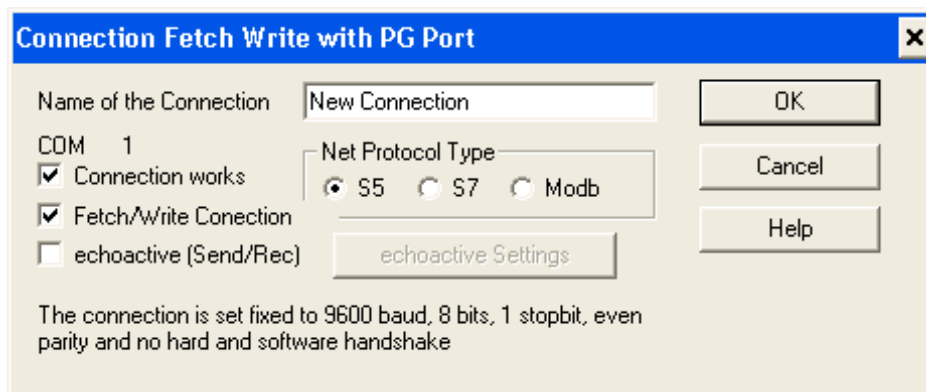 Connection Fetch Write with PG Port
Name of the Connection New Connection OK
COM 1
Net Protocol Type
Connection works
S5 S7 Modb
Cancel
Fetch/Write Conection
Help
echoactive (Send/Rec) echoactive Settings
The connection is set fixed to 9600 baud, 8 bits, 1 stopbit, even
parity and no hard and software handshake